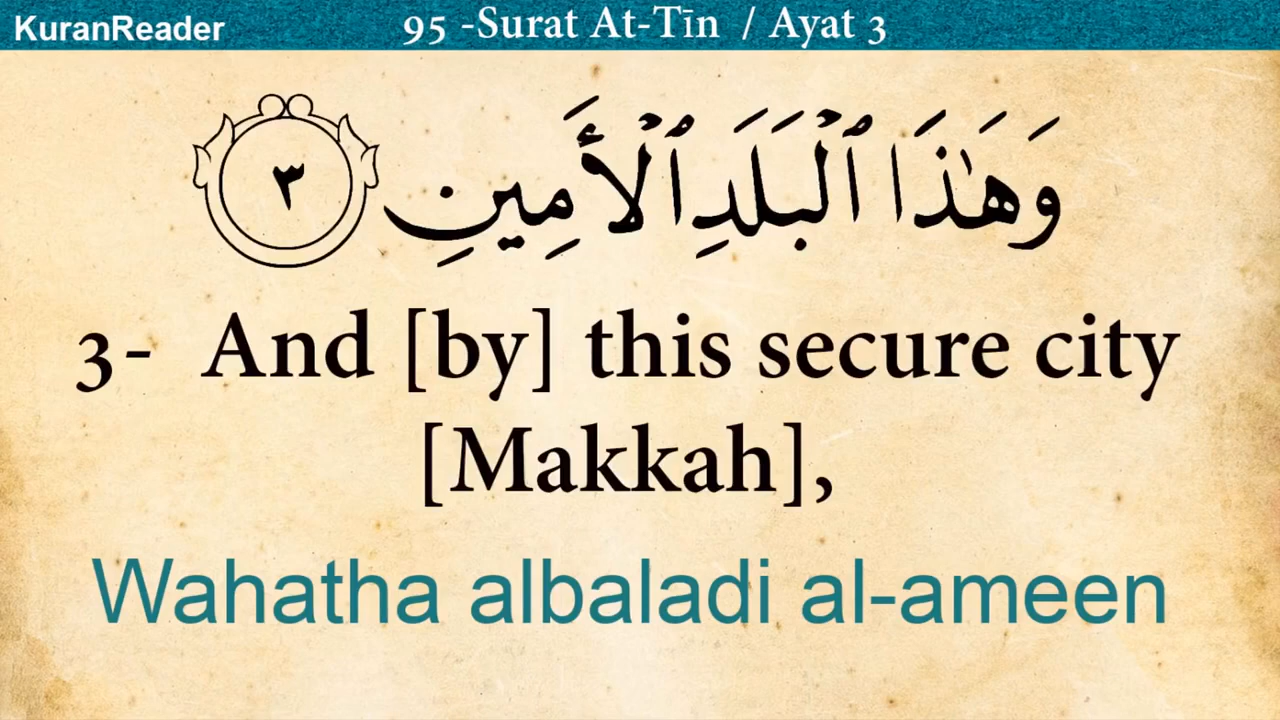 KuranReader
95 -Surat At-Tīn / Ayat 3
وَهَٰذَا ٱلْبَلَدِ ٱلْأَمِينِ ٣
3- And [by] this secure city
[Makkah],
Wahatha albaladi al-ameen